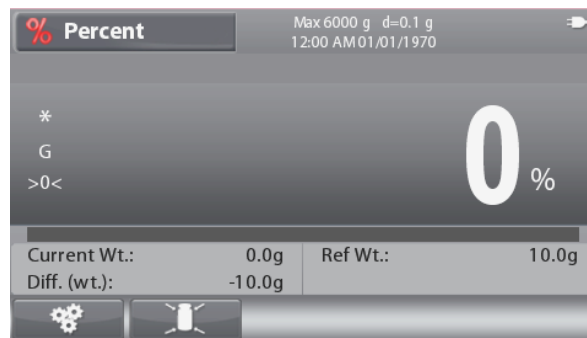 % Percent
Max 6000 g d=0.1 g
12:00 AM 01/01/1970
*
G
>0<
0 %
Current Wt.: 0.0g Ref Wt.: 10.0g
Diff. (wt.): -10.0g